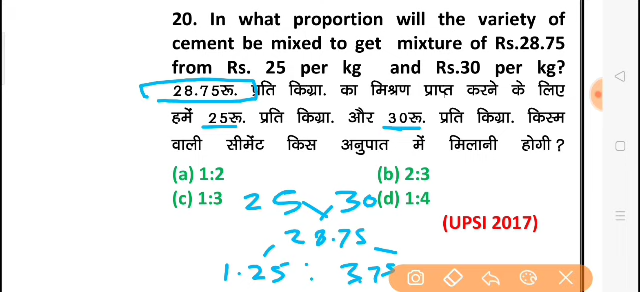 20. In what proportion will the variety of
cement be mixed to get mixture of Rs.28.75
from Rs. 25 per kg and Rs.30 per kg?
28.75रू. प्रति किग्रा. का मिश्रण प्राप्त करने के लिए
हमें 25रू. प्रति किग्रा. और 30रू. प्रति किग्रा. किस्म
वाली सीमेंट किस अनुपात में मिलानी होगी?
(a) 1:2 (b) 2:3
(c) 1:3 (d) 1:4
25 30
(UPSI 2017)
28.75
1.25 : 3.75